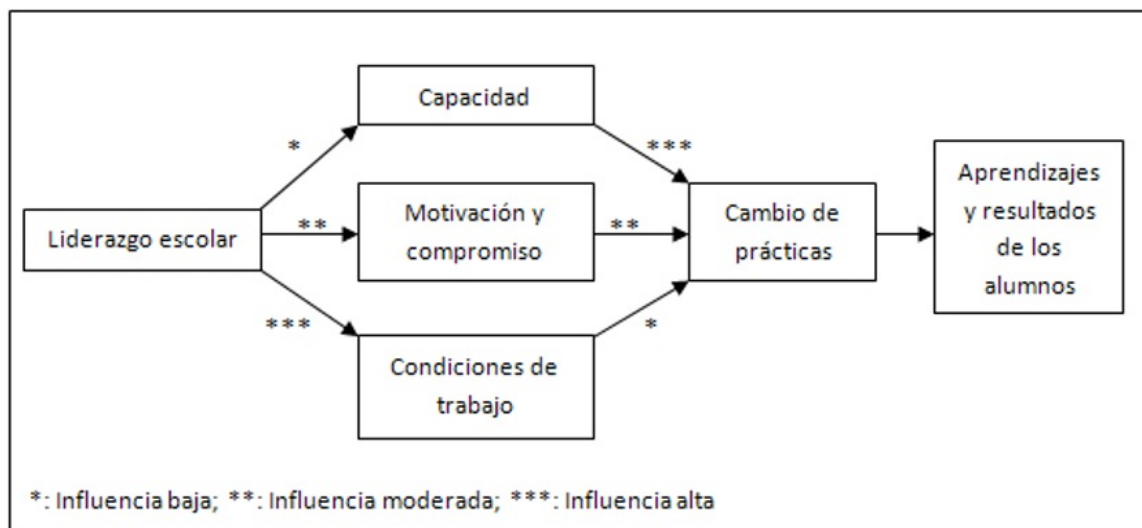 Capacidad
*
***
Liderazgo escolar
**
Motivación y
compromiso
**
Cambio de
prácticas
Aprendizajes
y resultados
de los
alumnos
***
Condiciones de
trabajo
*
*: Influencia baja; **: Influencia moderada; ***: Influencia alta